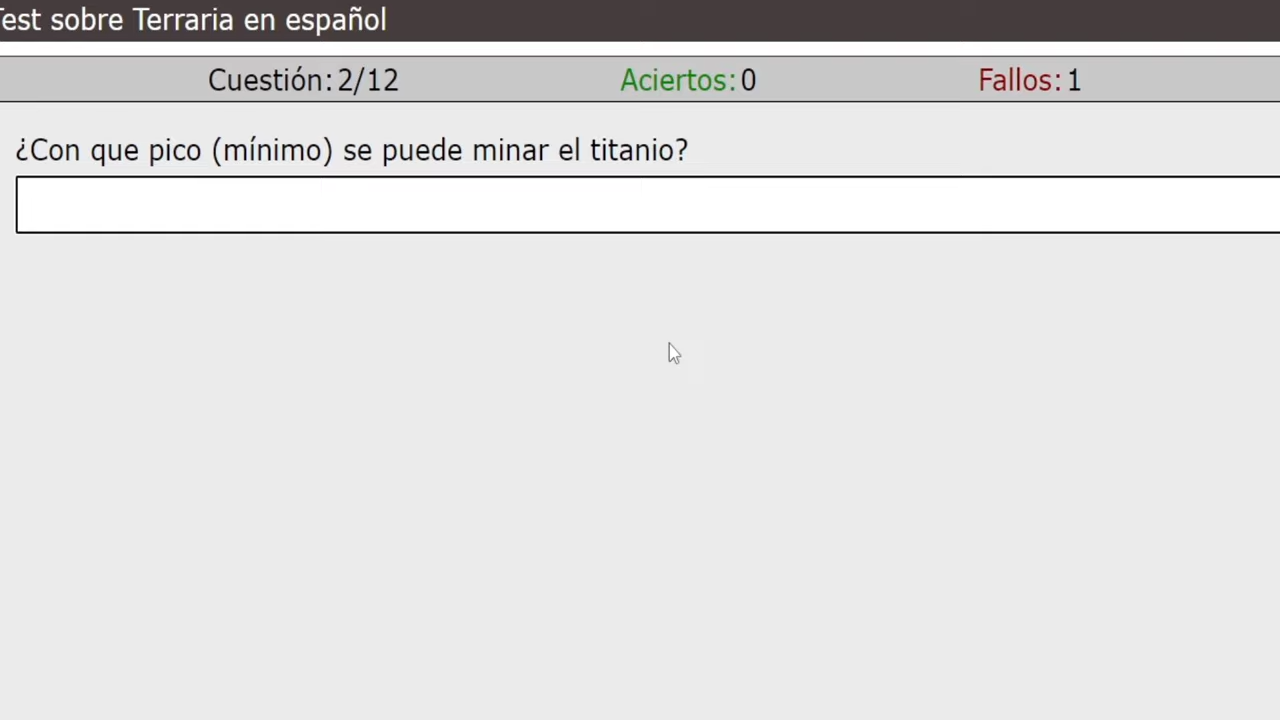 Test sobre Terraria en español
Cuestión: 2/12
Aciertos: 0
Fallos: 1
¿Con que pico (mínimo) se puede minar el titanio?